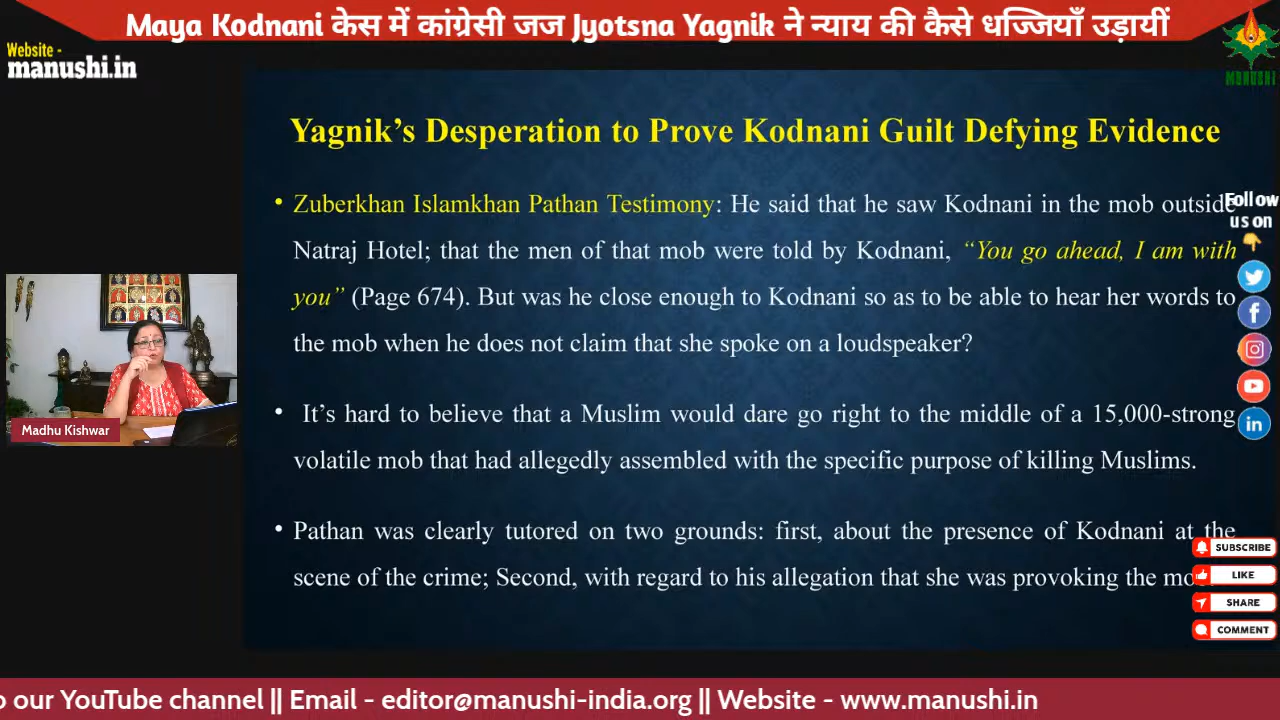 Maya Kodnani केस में कांग्रेसी जज Jyotsna Yagnik ने न्याय की कैसे धज्जियाँ उड़ायीं
Website -
manushi.in
MANUSHI
Yagnik's Desperation to Prove Kodnani Guilt Defying Evidence
• Zuberkhan Islamkhan Pathan Testimony: He said that he saw Kodnani in the mob outside
Natraj Hotel; that the men of that mob were told by Kodnani, “You go ahead, I am with
you” (Page 674). But was he close enough to Kodnani so as to be able to hear her words to
the mob when he does not claim that she spoke on a loudspeaker?
• It's hard to believe that a Muslim would dare go right to the middle of a 15,000-strong
volatile mob that had allegedly assembled with the specific purpose of killing Muslims.
• Pathan was clearly tutored on two grounds: first, about the presence of Kodnani at the
scene of the crime; Second, with regard to his allegation that she was provoking the
Follow
us on
Madhu Kishwar
SUBSCRIBE
LIKE
SHARE
COMMENT
o our YouTube channel || Email - editor@manushi-india.org || Website - www.manushi.in